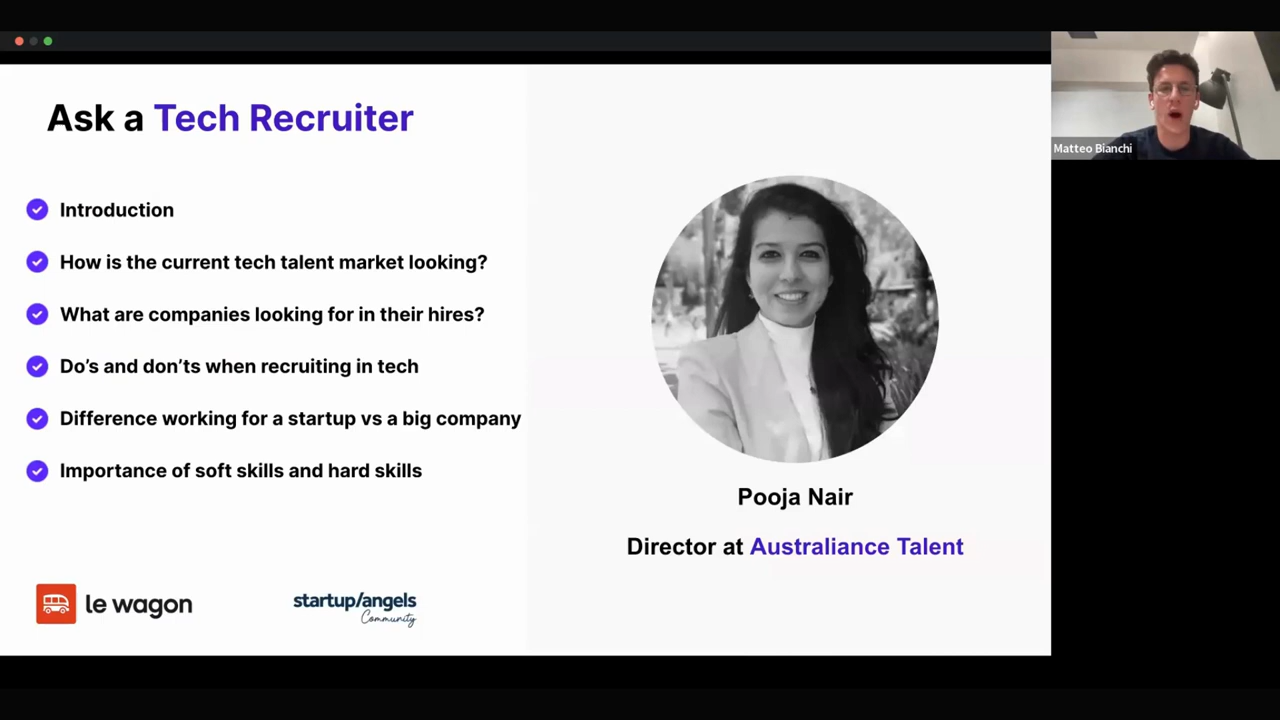 Ask a Tech Recruiter
Introduction
How is the current tech talent market looking?
What are companies looking for in their hires?
Do’s and don’ts when recruiting in tech
Difference working for a startup vs a big company
Importance of soft skills and hard skills
Pooja Nair
Director at Australiance Talent
le wagon
startup/angels
Community
Matteo Bianchi